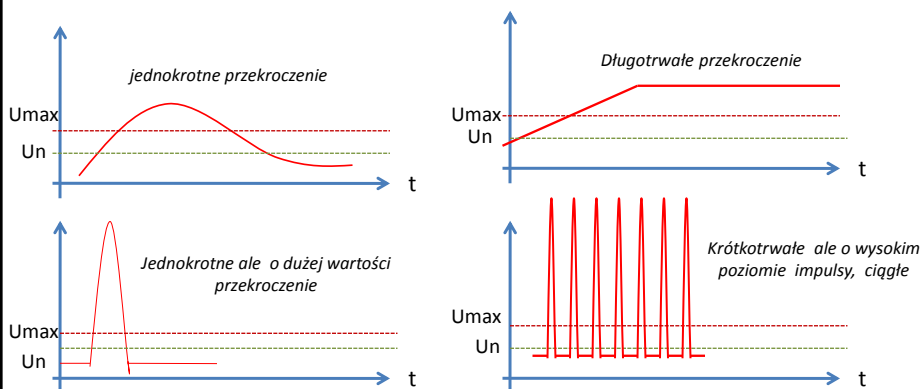 jednokrotne przekroczenie
Umax
Un
t
Długotrwałe przekroczenie
Umax
Un
t
Jednokrotne ale o dużej wartości
przekroczenie
Umax
Un
t
Krótkotrwałe ale o wysokim
poziomie impulsy, ciągłe
Umax
Un
t